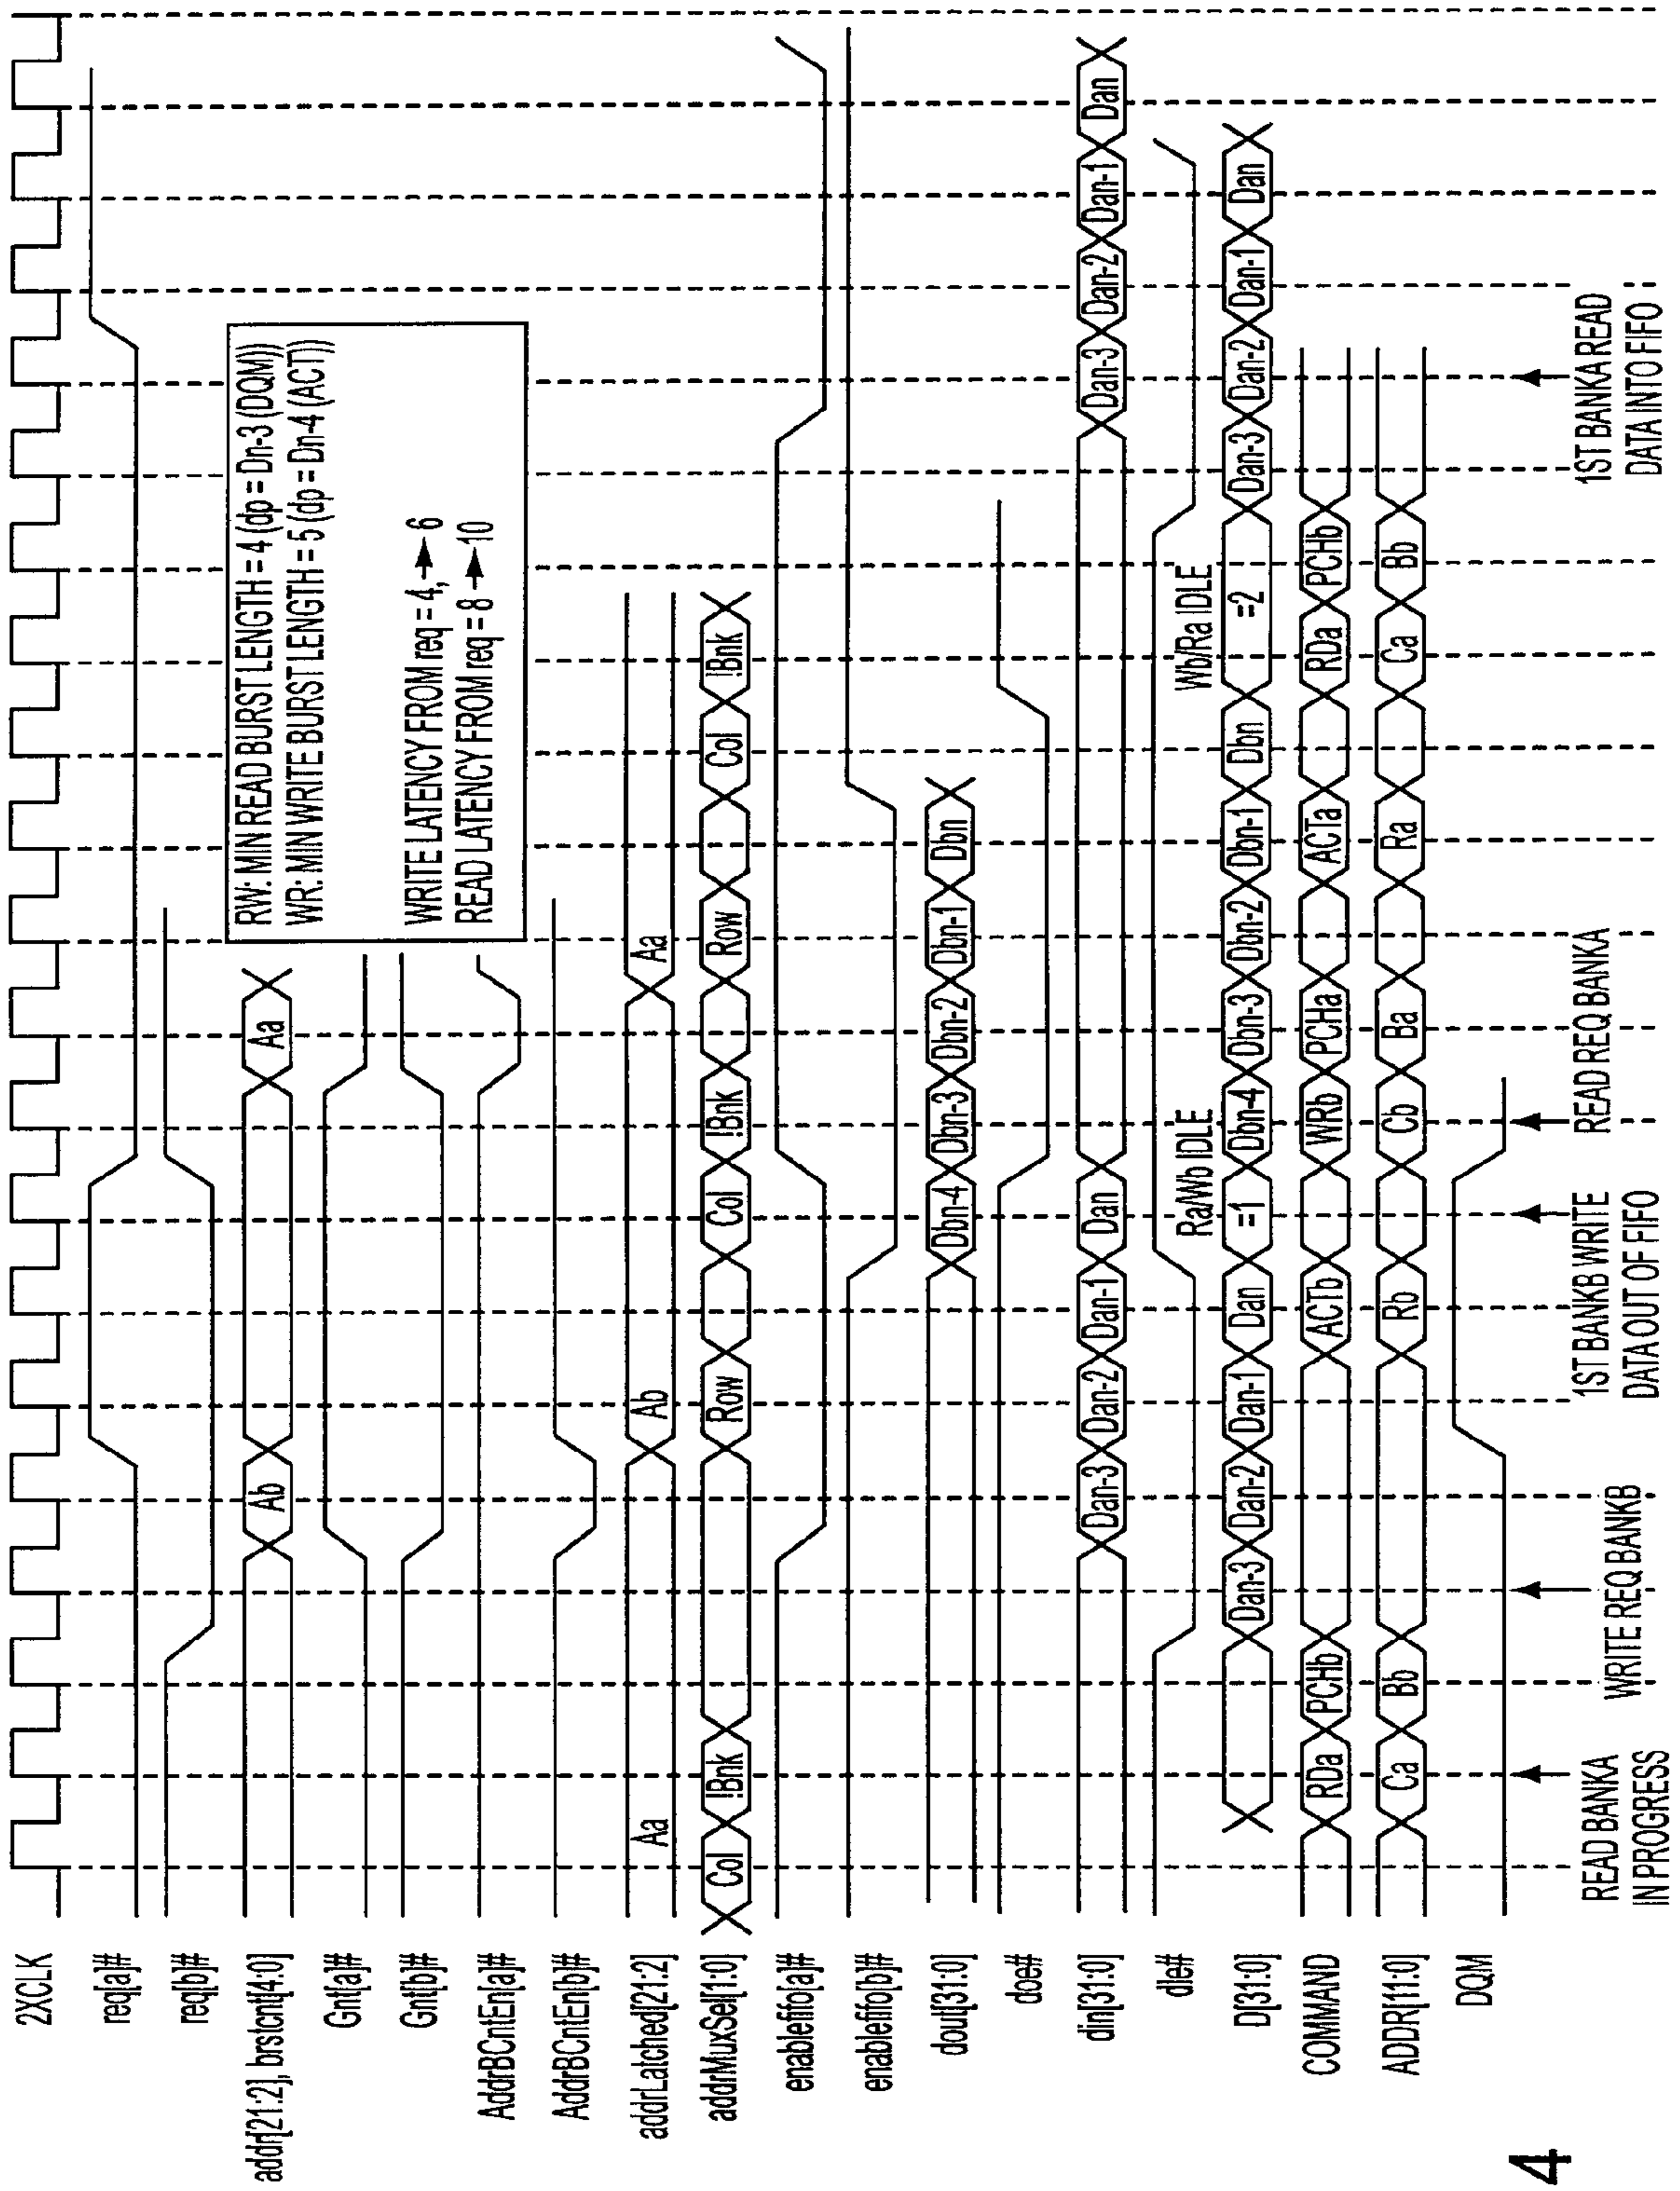 2XCLK
req[a]#
req[b]#
addr[21:2], brstcnt[4:0] Ab Aa
Gnt[a]#
Gnt[b]#
AddrBCntEn[a]#
AddrBCntEn[b]#
addrLatched[21:2] Aa Ab Aa
addrMuxSel[1:0] Col !Bnk Row Col !Bnk Row Col !Bnk
enablefifo[a]#
enablefifo[b]#
dout[31:0] Dbn-4 Dbn-3 Dbn-2 Dbn-1 Dbn
doe#
din[31:0] Dan-3 Dan-2 Dan-1 Dan Dan-3 Dan-2 Dan-1 Dan
dle#
Ra/Wb IDLE Wb/Ra IDLE
D[31:0] Dan-3 Dan-2 Dan-1 Dan =1 Dbn-4 Dbn-3 Dbn-2 Dbn-1 Dbn =2 Dan-3 Dan-2 Dan-1 Dan
COMMAND RDa PCHb ACTb WRb PCHa ACTa RDa PCHb
ADDR[11:0] Ca Bb Rb Cb Ba Ra Ca Bb
DQM
RW: MIN READ BURST LENGTH = 4 (dp = Dn-3 (DQM))
WR: MIN WRITE BURST LENGTH = 5 (dp = Dn-4 (ACT))
WRITE LATENCY FROM req = 4, → 6
READ LATENCY FROM req = 8 → 10
READ BANKA
IN PROGRESS
WRITE REQ BANKB
1ST BANKB WRITE
DATA OUT OF FIFO
READ REQ BANKA
1ST BANKA READ
DATA INTO FIFO
4